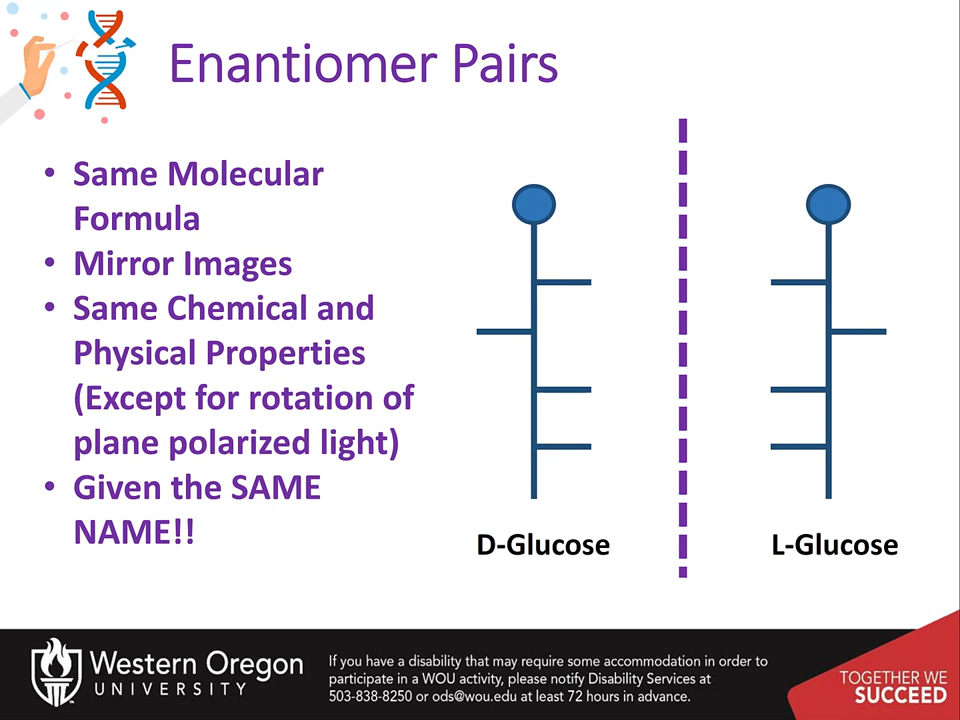 Enantiomer Pairs
• Same Molecular
Formula
• Mirror Images
• Same Chemical and
Physical Properties
(Except for rotation of
plane polarized light)
• Given the SAME
NAME!!
D-Glucose
L-Glucose
Western Oregon
UNIVERSITY
If you have a disability that may require some accommodation in order to
participate in a WOU activity, please notify Disability Services at
503-838-8250 or ods@wou.edu at least 72 hours in advance.
TOGETHER WE
SUCCEED